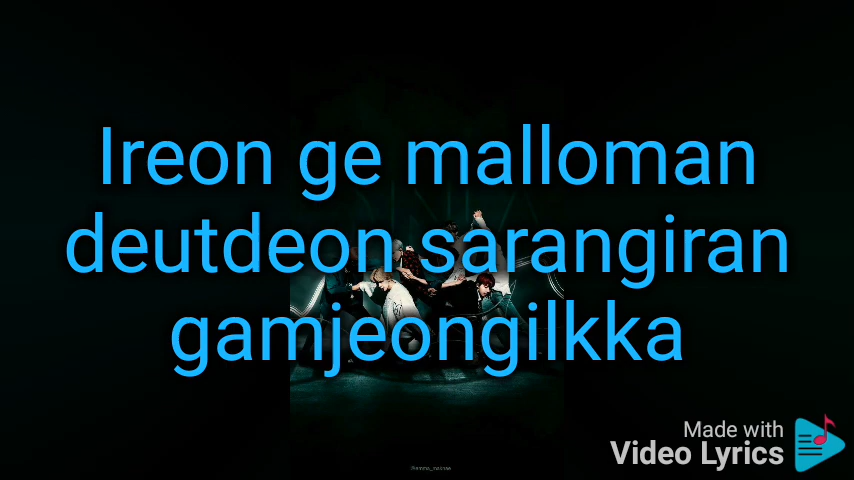 Ireon ge malloman
deutdeon sarangiran
gamjeongilkka
Made with
Video Lyrics